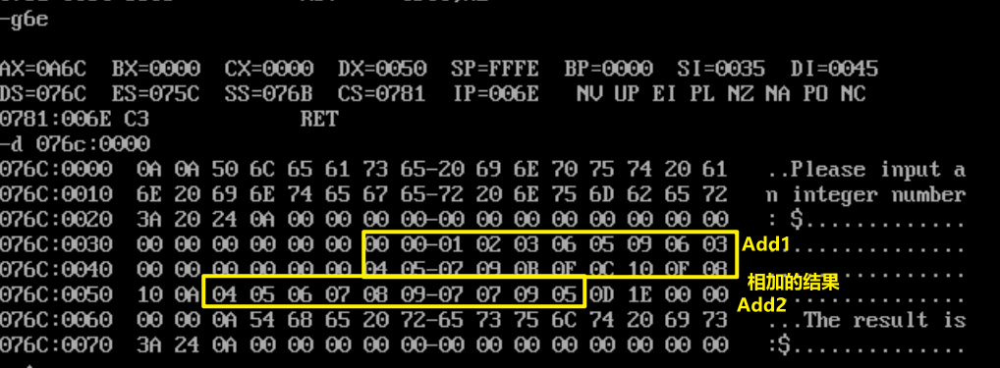 -g6e
AX=0A6C BX=0000 CX=0000 DX=0050 SP=FFFE BP=0000 SI=0035 DI=0045
DS=076C ES=075C SS=076B CS=0781 IP=006E NV UP EI PL NZ NA PO NC
0781:006E C3 RET
-d 076c:0000
076C:0000 0A 0A 50 6C 65 61 73 65-20 69 6E 70 75 74 20 61 ..Please input a
076C:0010 6E 20 69 6E 74 65 67 65-72 20 6E 75 6D 62 65 72 n integer number
076C:0020 3A 20 24 0A 00 00 00 00-00 00 00 00 00 00 00 00 : $.............
076C:0030 00 00 00 00 00 00 00 00-01 02 03 06 05 09 06 03 Add1
076C:0040 00 00 00 00 00 00 04 05-07 09 0B 0F 0C 10 0F 08
相加的结果
076C:0050 10 0A 04 05 06 07 08 09-07 07 09 05 0D 1E 00 00 Add2
076C:0060 00 00 0A 54 68 65 20 72-65 73 75 6C 74 20 69 73 ...The result is
076C:0070 3A 24 0A 00 00 00 00 00-00 00 00 00 00 00 00 00 :$..............